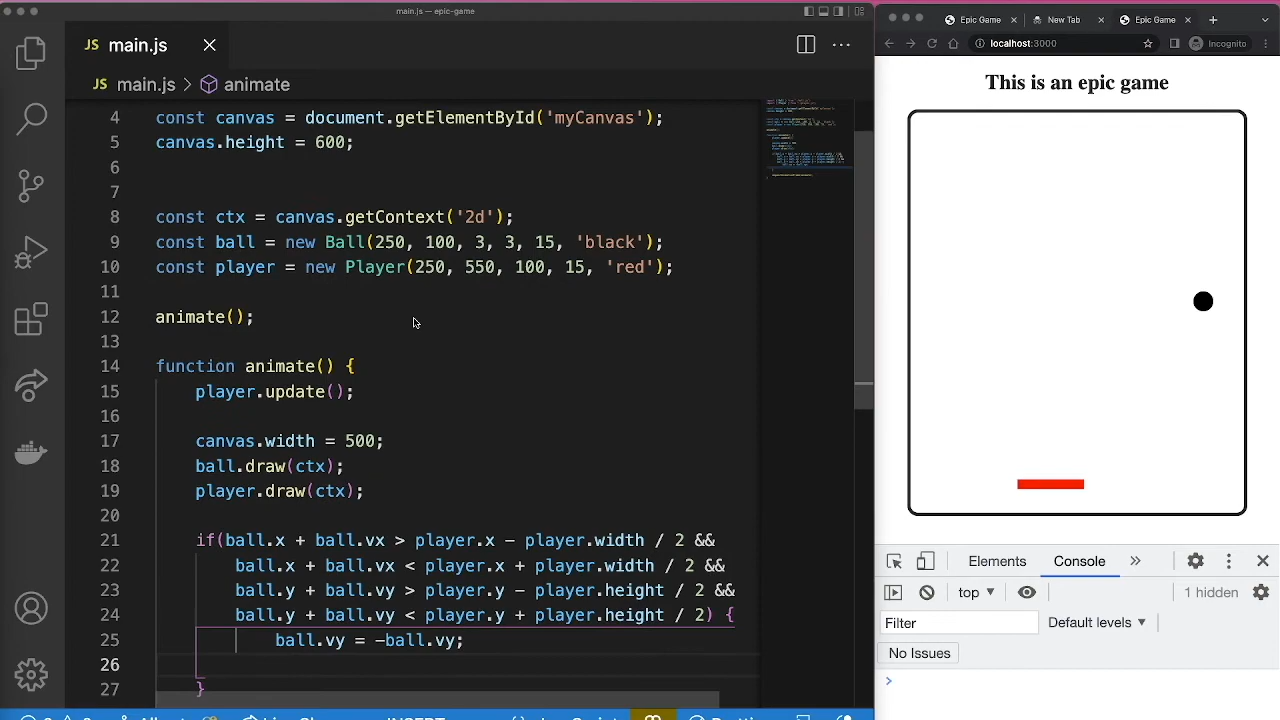 main.js — epic-game
JS main.js
JS main.js > animate
4 const canvas = document.getElementById('myCanvas');
5 canvas.height = 600;
6
7
8 const ctx = canvas.getContext('2d');
9 const ball = new Ball(250, 100, 3, 3, 15, 'black');
10 const player = new Player(250, 550, 100, 15, 'red');
11
12 animate();
13
14 function animate() {
15 player.update();
16
17 canvas.width = 500;
18 ball.draw(ctx);
19 player.draw(ctx);
20
21 if(ball.x + ball.vx > player.x - player.width / 2 &&
22 ball.x + ball.vx < player.x + player.width / 2 &&
23 ball.y + ball.vy > player.y - player.height / 2 &&
24 ball.y + ball.vy < player.y + player.height / 2) {
25 ball.vy = -ball.vy;
26
27 }
Epic Game New Tab Epic Game
localhost:3000 Incognito
This is an epic game
Elements Console
top 1 hidden
Filter Default levels
No Issues